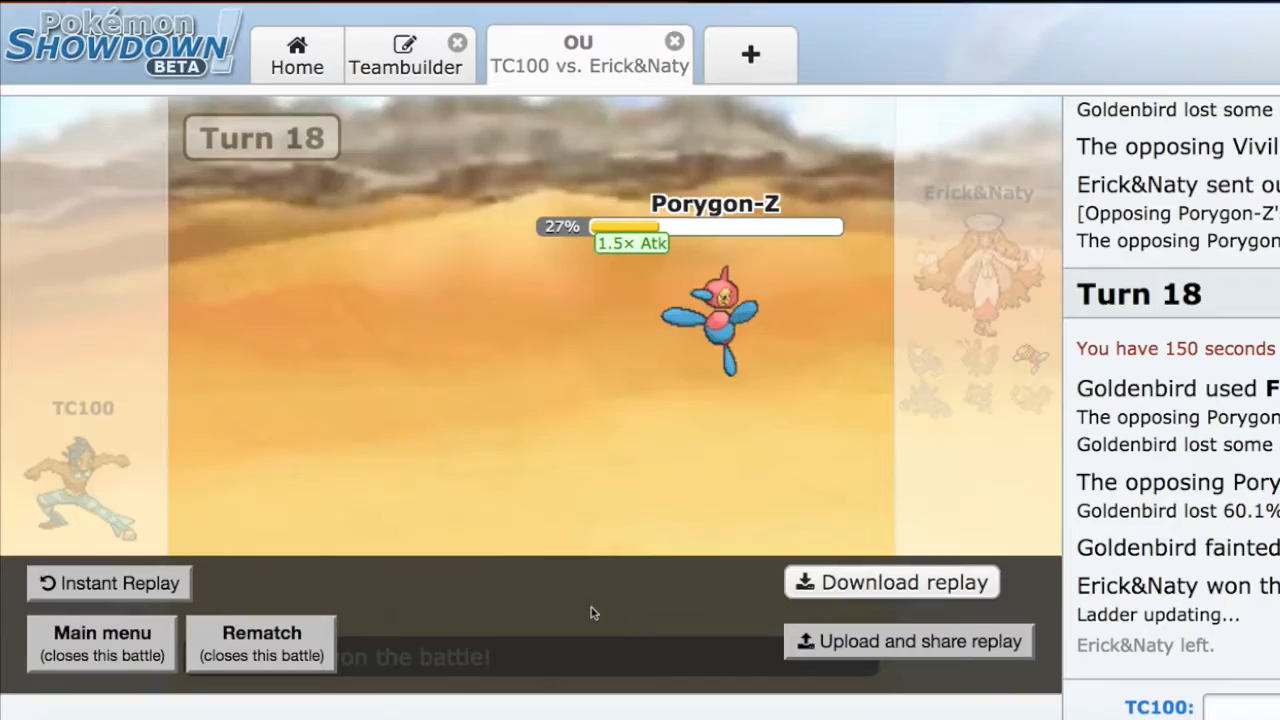 Pokémon
SHOWDOWN!
BETA
Home
Teambuilder
OU
TC100 vs. Erick&Naty
+
Turn 18
Porygon-Z
27%
1.5× Atk
Erick&Naty
TC100
Instant Replay
Download replay
Main menu
(closes this battle)
Rematch
(closes this battle)
Upload and share replay
won the battle!
Goldenbird lost some
The opposing Vivil
Erick&Naty sent ou
[Opposing Porygon-Z'
The opposing Porygon
Turn 18
You have 150 seconds
Goldenbird used F
The opposing Porygon
Goldenbird lost some
The opposing Pory
Goldenbird lost 60.1%
Goldenbird fainted
Erick&Naty won th
Ladder updating...
Erick&Naty left.
TC100: